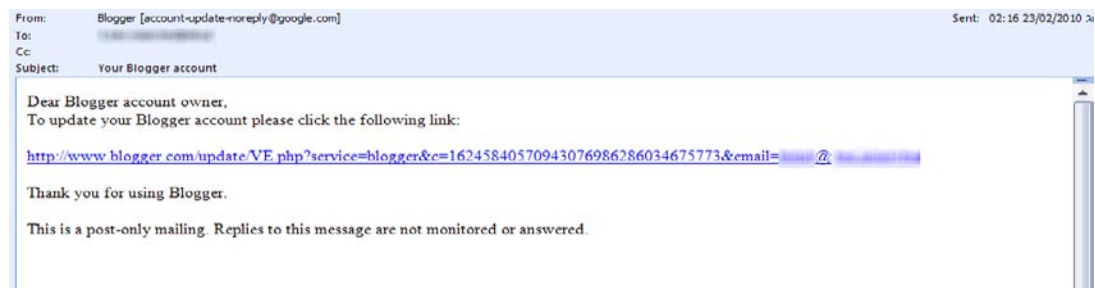 From: Blogger [account-update-noreply@google.com] Sent: 02:16 23/02/2010
To:
Cc:
Subject: Your Blogger account
Dear Blogger account owner,
To update your Blogger account please click the following link:
http://www.blogger.com/update/VE.php?service=blogger&c=16245840570943076986286034675773&email= @
Thank you for using Blogger.
This is a post-only mailing. Replies to this message are not monitored or answered.